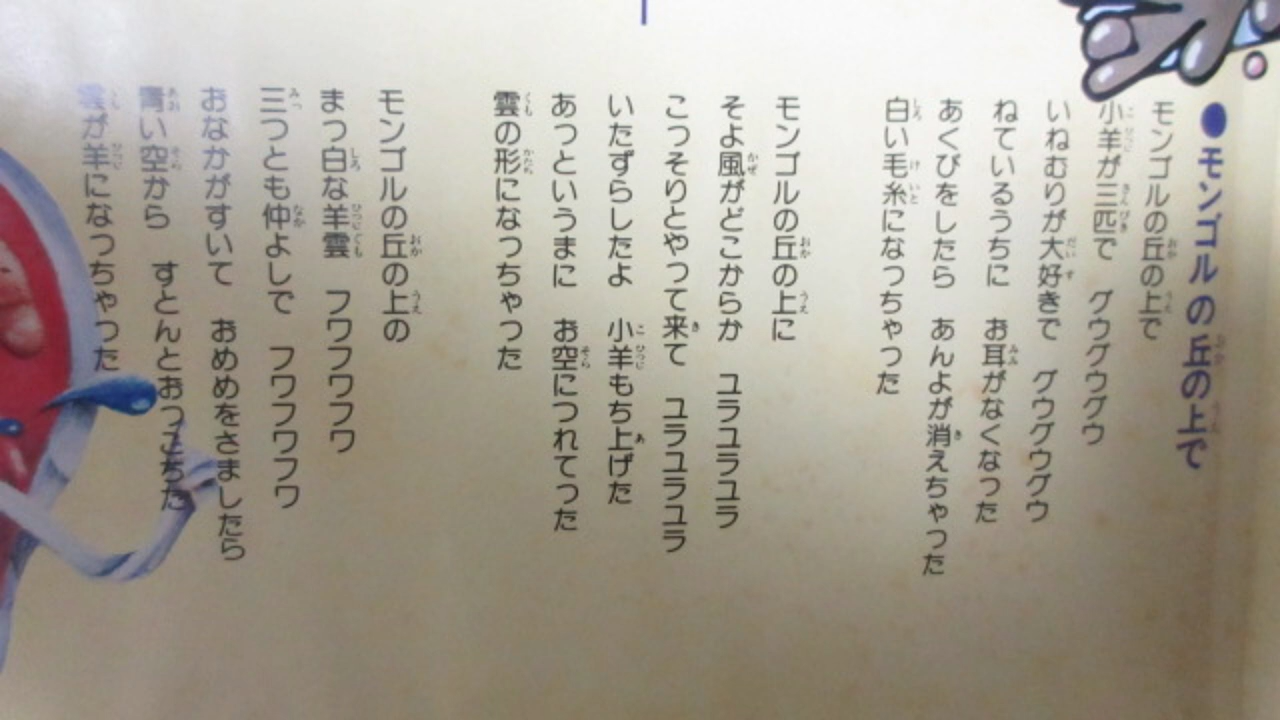 ●モンゴルの丘の上で
モンゴルの丘の上で
小羊が三匹で　グウグウグウ
いねむりが大好きで　グウグウグウ
ねているうちに　お耳がなくなった
あくびをしたら　あんよが消えちゃった
白い毛糸になっちゃった
モンゴルの丘の上に
そよ風がどこからか　ユラユラユラ
こっそりとやって来て　ユラユラユラ
いたずらしたよ　小羊もち上げた
あっというまに　お空につれてった
雲の形になっちゃった
モンゴルの丘の上の
まっ白な羊雲　フワフワフワ
三つとも仲よしで　フワフワフワ
おなかがすいて　おめめをさましたら
青い空から　すとんとおっこちた
雲が羊になっちゃった